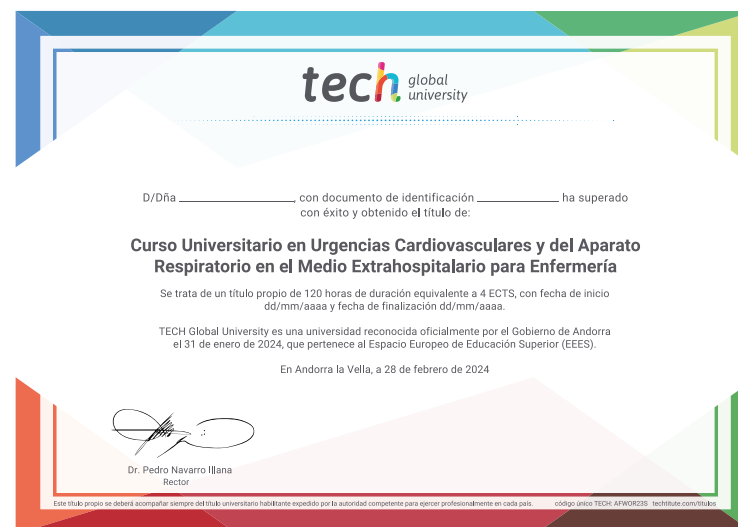 tech global university
D/Dña ____________, con documento de identificación ____________ ha superado
con éxito y obtenido el título de:
Curso Universitario en Urgencias Cardiovasculares y del Aparato
Respiratorio en el Medio Extrahospitalario para Enfermería
Se trata de un título propio de 120 horas de duración equivalente a 4 ECTS, con fecha de inicio
dd/mm/aaaa y fecha de finalización dd/mm/aaaa.
TECH Global University es una universidad reconocida oficialmente por el Gobierno de Andorra
el 31 de enero de 2024, que pertenece al Espacio Europeo de Educación Superior (EEES).
En Andorra la Vella, a 28 de febrero de 2024
Dr. Pedro Navarro Illana
Rector
Este título propio se deberá acompañar siempre del título universitario habilitante expedido por la autoridad competente para ejercer profesionalmente en cada país. código único TECH: AFWOR23S techtitute.com/titulos